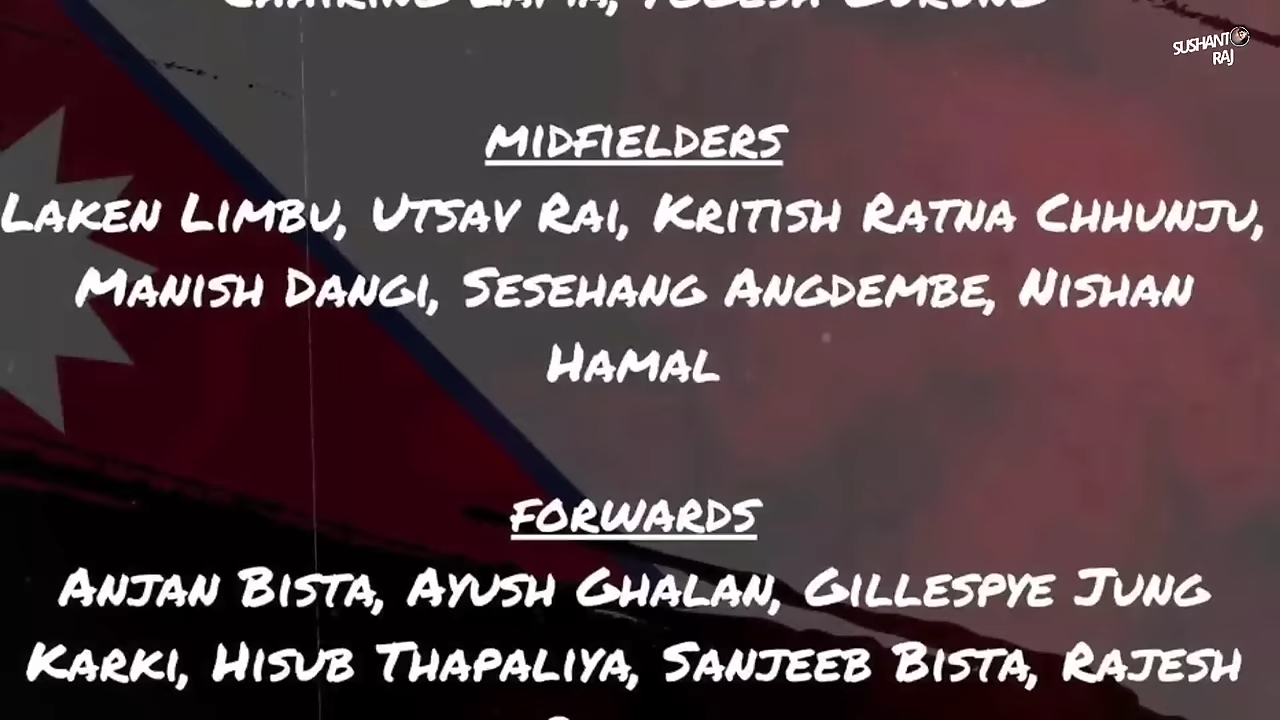 SUSHANT
RAJ
MIDFIELDERS
LAKEN LIMBU, UTSAV RAI, KRITISH RATNA CHHUNJU,
MANISH DANGI, SESEHANG ANGDEMBE, NISHAN
HAMAL
FORWARDS
ANJAN BISTA, AYUSH GHALAN, GILLESPYE JUNG
KARKI, HISUB THAPALIYA, SANJEEB BISTA, RAJESH